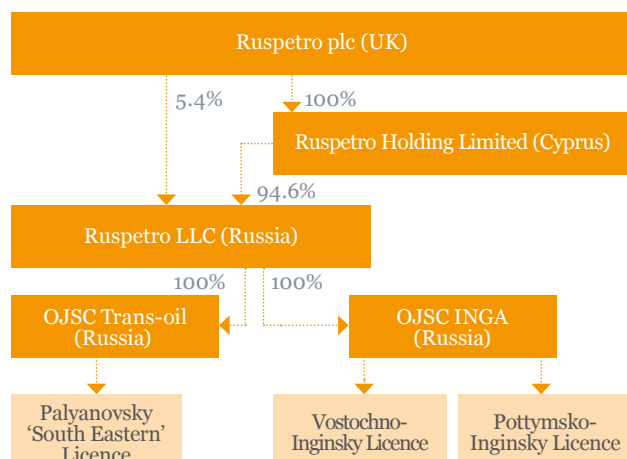 Ruspetro plc (UK)
5.4%
100%
Ruspetro Holding Limited (Cyprus)
94.6%
Ruspetro LLC (Russia)
100%
100%
OJSC Trans-oil
(Russia)
OJSC INGA
(Russia)
Palyanovsky
‘South Eastern’
Licence
Vostochno-
Inginsky Licence
Pottymsko-
Inginsky Licence